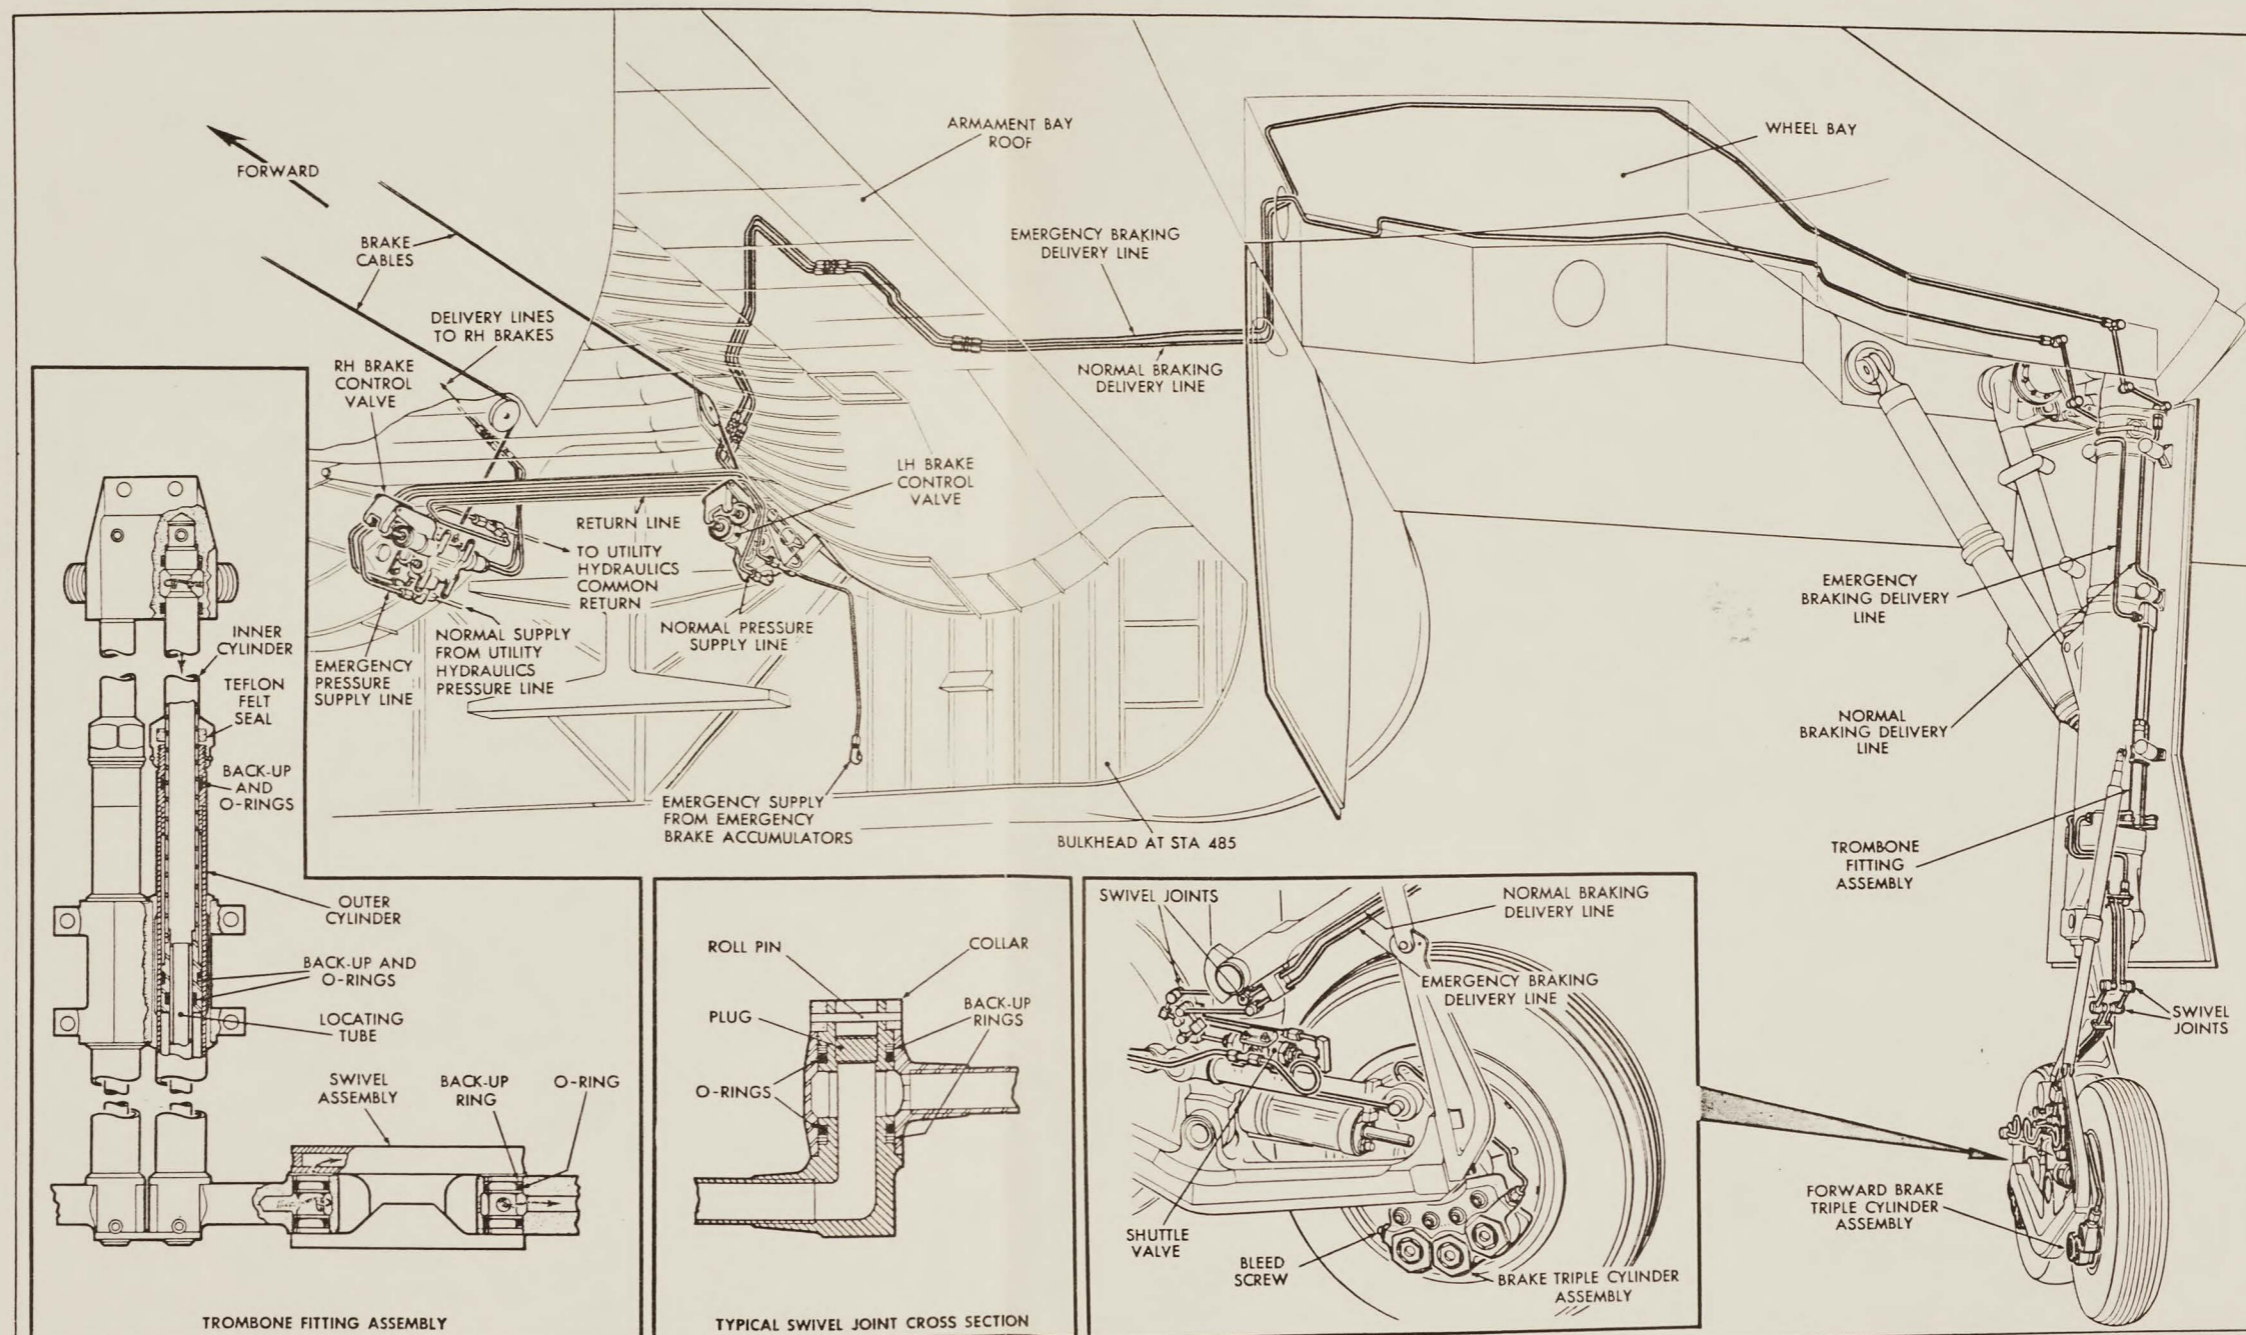 FORWARD
ARMAMENT BAY
ROOF
WHEEL BAY
BRAKE
CABLES
EMERGENCY BRAKING
DELIVERY LINE
DELIVERY LINES
TO RH BRAKES
RH BRAKE
CONTROL
VALVE
NORMAL BRAKING
DELIVERY LINE
LH BRAKE
CONTROL
VALVE
RETURN LINE
TO UTILITY
HYDRAULICS
COMMON
RETURN
EMERGENCY
PRESSURE
SUPPLY LINE
NORMAL SUPPLY
FROM UTILITY
HYDRAULICS
PRESSURE LINE
NORMAL PRESSURE
SUPPLY LINE
EMERGENCY SUPPLY
FROM EMERGENCY
BRAKE ACCUMULATORS
BULKHEAD AT STA 485
EMERGENCY
BRAKING DELIVERY
LINE
NORMAL
BRAKING DELIVERY
LINE
TROMBONE
FITTING
ASSEMBLY
SWIVEL
JOINTS
FORWARD BRAKE
TRIPLE CYLINDER
ASSEMBLY
INNER
CYLINDER
TEFLON
FELT
SEAL
BACK-UP
AND
O-RINGS
OUTER
CYLINDER
BACK-UP AND
O-RINGS
LOCATING
TUBE
SWIVEL
ASSEMBLY
BACK-UP
RING
O-RING
TROMBONE FITTING ASSEMBLY
ROLL PIN
COLLAR
PLUG
BACK-UP
RINGS
O-RINGS
TYPICAL SWIVEL JOINT CROSS SECTION
SWIVEL JOINTS
NORMAL BRAKING
DELIVERY LINE
EMERGENCY BRAKING
DELIVERY LINE
SHUTTLE
VALVE
BLEED
SCREW
BRAKE TRIPLE CYLINDER
ASSEMBLY